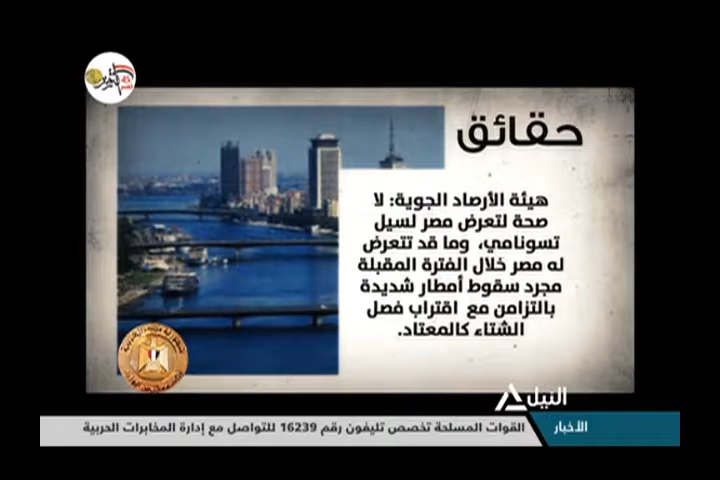 حقائق
هيئة الأرصاد الجوية: لا
صحة لتعرض مصر لسيل
تسونامي، وما قد تتعرض
له مصر خلال الفترة المقبلة
مجرد سقوط أمطار شديدة
بالتزامن مع اقتراب فصل
الشتاء كالمعتاد.
النيل
الأخبار
القوات المسلحة تخصص تليفون رقم 16239 للتواصل مع إدارة المخابرات الحربية